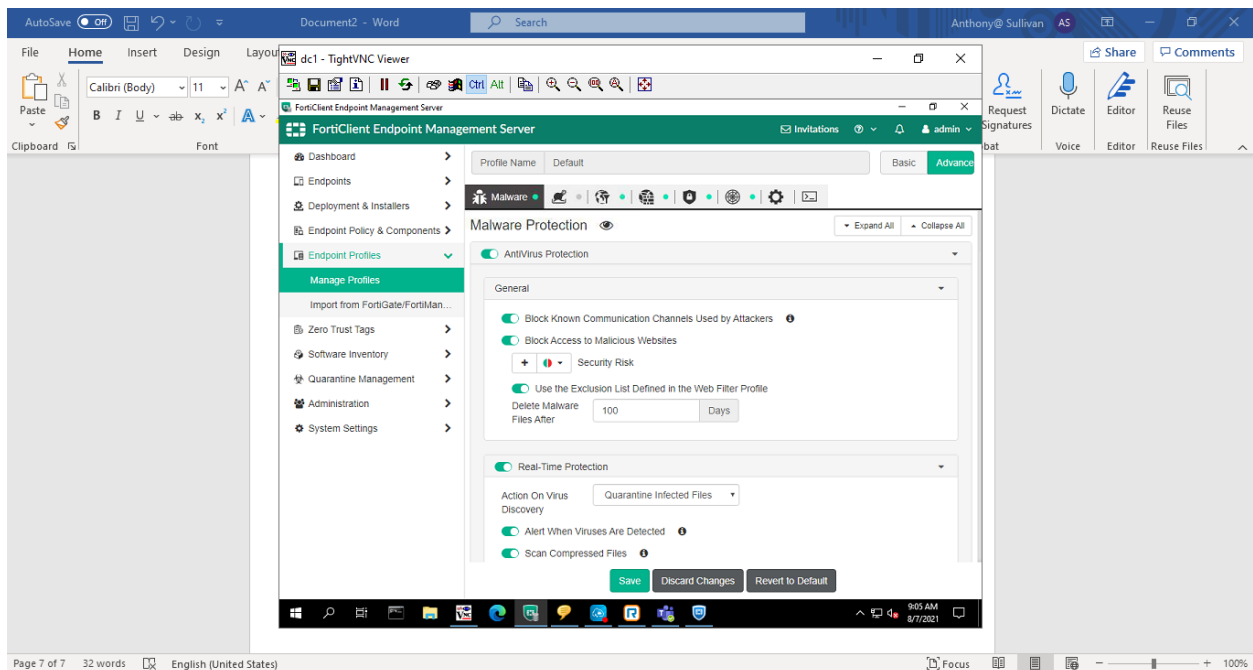 AutoSave Off Document2 - Word Search Anthony@ Sullivan AS
File Home Insert Design Layou Share Comments
dc1 - TightVNC Viewer
Paste Calibri (Body) 11 A A Ctrl Alt Request Dictate Editor Reuse
B I U ab x2 x2 A Signatures Files
Clipboard Font bat Voice Editor Reuse Files
FortiClient Endpoint Management Server
FortiClient Endpoint Management Server Invitations admin
Dashboard
Endpoints
Deployment & Installers
Endpoint Policy & Components
Endpoint Profiles
Manage Profiles
Import from FortiGate/FortiMan...
Zero Trust Tags
Software Inventory
Quarantine Management
Administration
System Settings
Profile Name Default Basic Advance
Malware
Malware Protection Expand All Collapse All
AntiVirus Protection
General
Block Known Communication Channels Used by Attackers
Block Access to Malicious Websites
Security Risk
Use the Exclusion List Defined in the Web Filter Profile
Delete Malware
Files After 100 Days
Real-Time Protection
Action On Virus
Discovery Quarantine Infected Files
Alert When Viruses Are Detected
Scan Compressed Files
Save Discard Changes Revert to Default
9:05 AM
8/7/2021
Page 7 of 7 32 words English (United States) Focus 100%